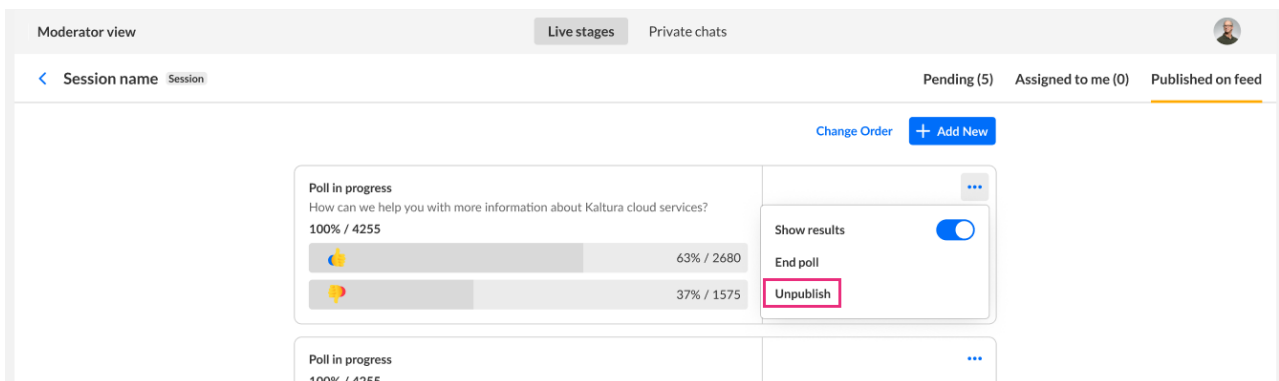 Moderator view
Live stages
Private chats
Session name
Session
Pending (5)
Assigned to me (0)
Published on feed
Change Order
Add New
Poll in progress
How can we help you with more information about Kaltura cloud services?
100% / 4255
63% / 2680
37% / 1575
Show results
End poll
Unpublish
Poll in progress
100% / 4255